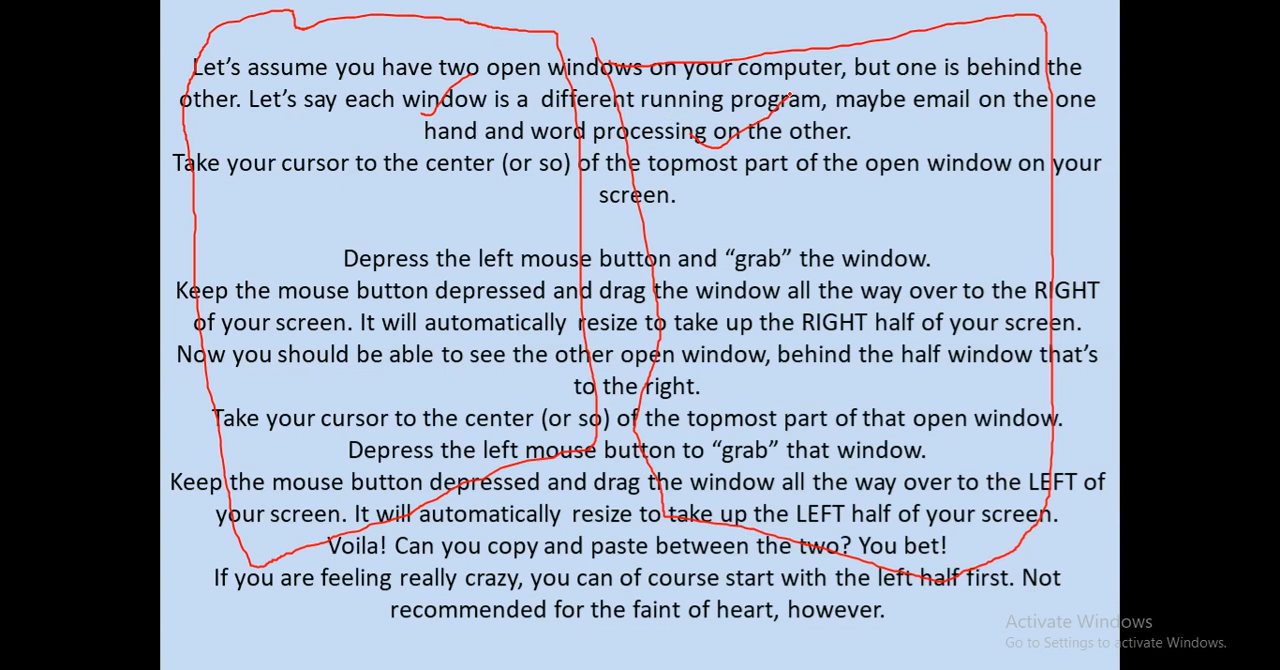 Let’s assume you have two open windows on your computer, but one is behind the
other. Let’s say each window is a  different running program, maybe email on the one
hand and word processing on the other.
Take your cursor to the center (or so) of the topmost part of the open window on your
screen.
Depress the left mouse button and “grab” the window.
Keep the mouse button depressed and drag the window all the way over to the RIGHT
of your screen. It will automatically  resize to take up the RIGHT half of your screen.
Now you should be able to see the other open window, behind the half window that’s
to the right.
Take your cursor to the center (or so) of the topmost part of that open window.
Depress the left mouse button to “grab” that window.
Keep the mouse button depressed and drag the window all the way over to the LEFT of
your screen. It will automatically  resize to take up the LEFT half of your screen.
Voila! Can you copy and paste between the two? You bet!
If you are feeling really crazy, you can of course start with the left half first. Not
recommended for the faint of heart, however.
Activate Windows
Go to Settings to activate Windows.